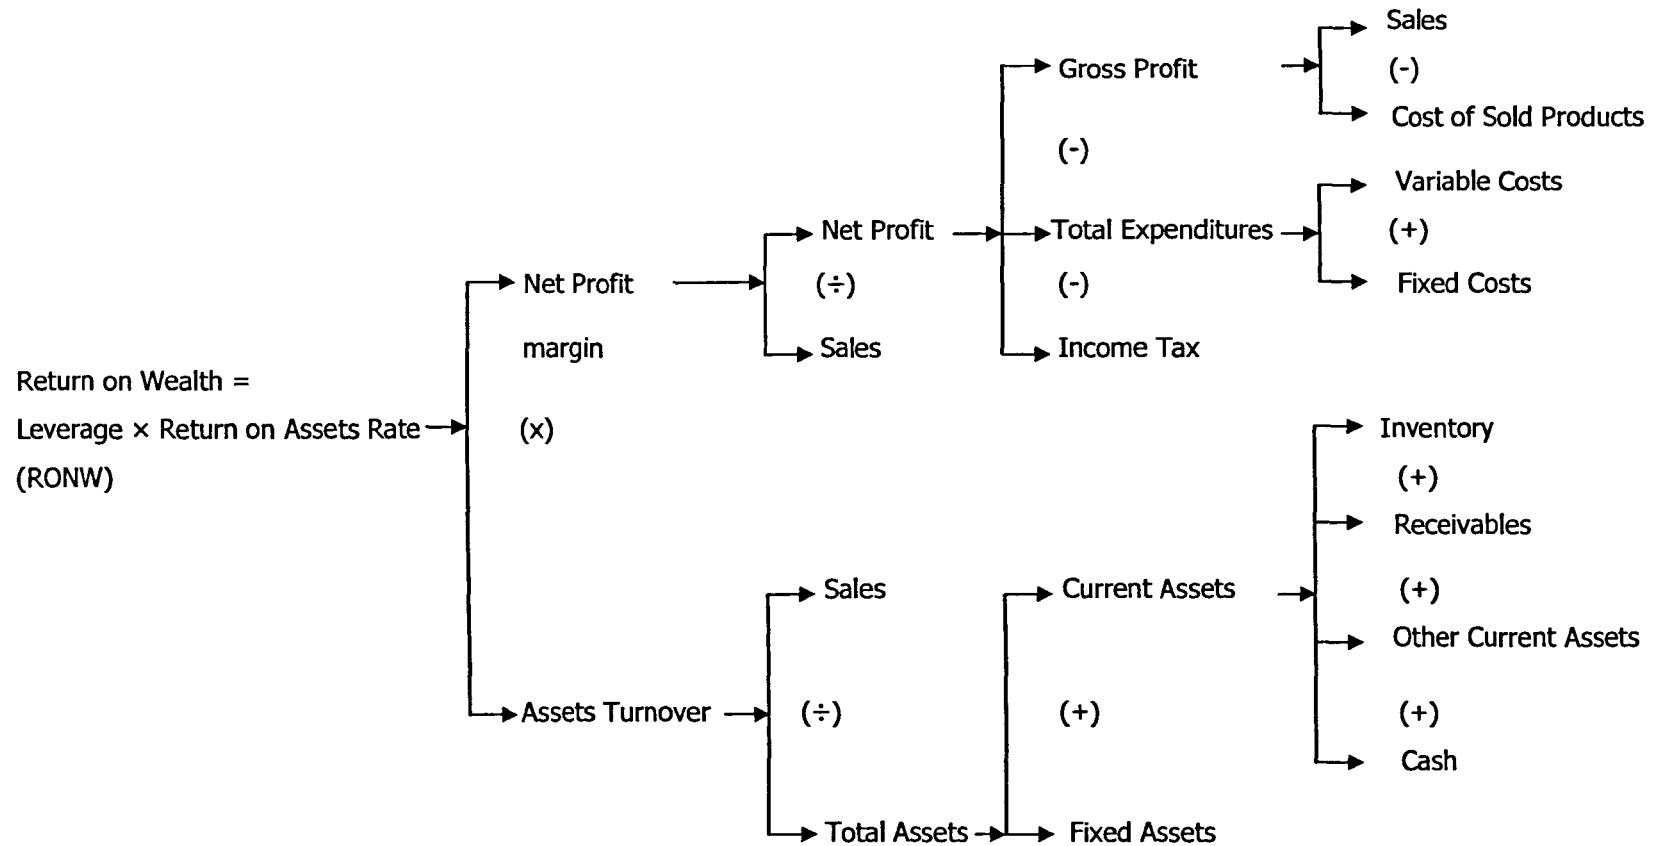 Sales
(-)
Cost of Sold Products
Gross Profit
(-)
Variable Costs
(+)
Fixed Costs
Net Profit
Total Expenditures
(÷)
(-)
Sales
Income Tax
Net Profit
margin
Return on Wealth =
Leverage × Return on Assets Rate
(RONW)
(x)
Inventory
(+)
Receivables
(+)
Other Current Assets
(+)
Cash
Sales
Current Assets
Assets Turnover
(÷)
(+)
Total Assets
Fixed Assets